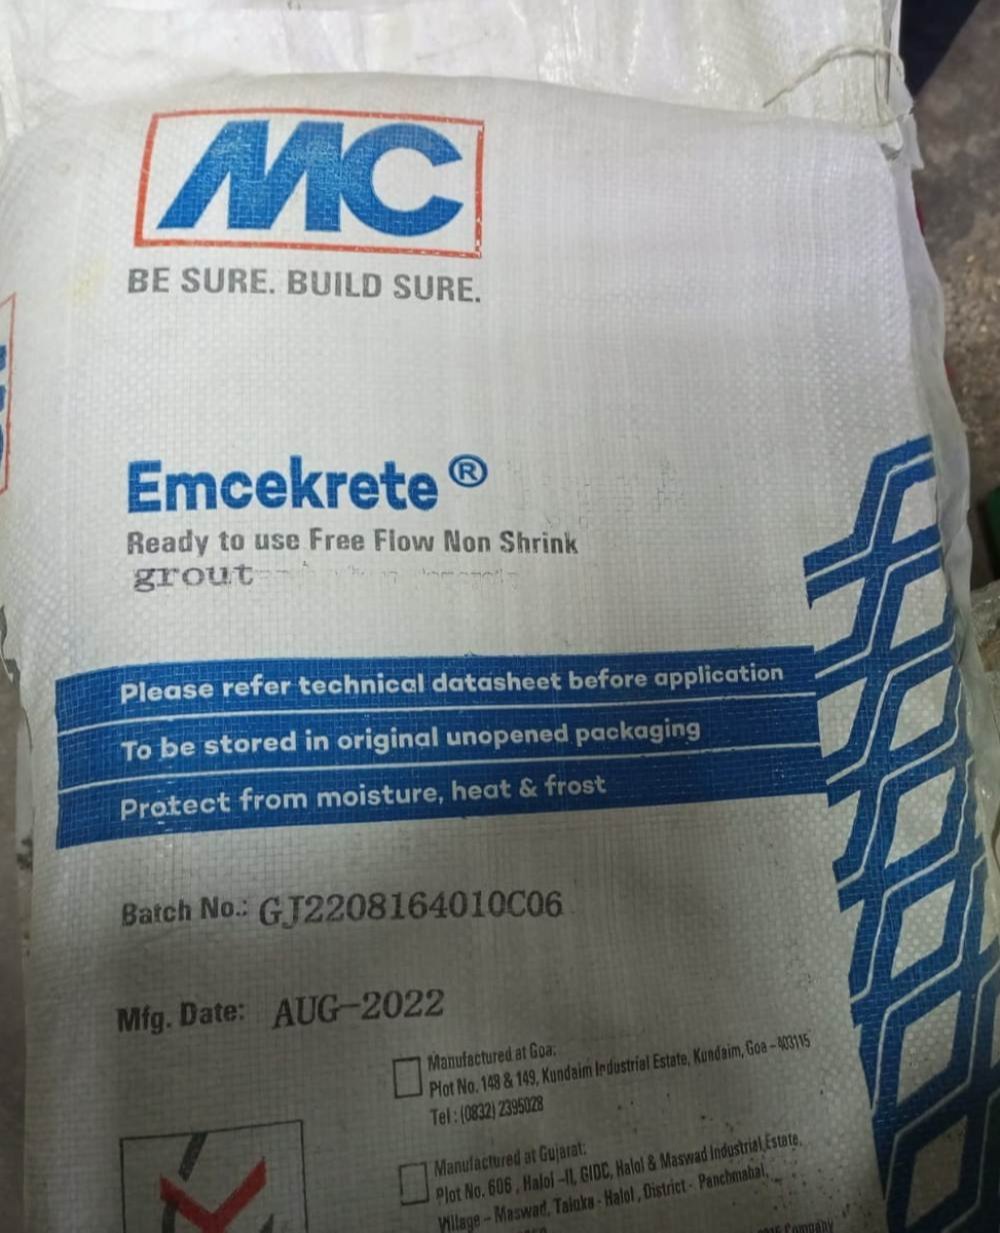 MC
BE SURE. BUILD SURE.
Emcekrete ®
Ready to use Free Flow Non Shrink
grout
Please refer technical datasheet before application
To be stored in original unopened packaging
Protect from moisture, heat & frost
Batch No.: GJ2208164010C06
Mfg. Date: AUG-2022
Manufactured at Goa:
Plot No. 148 & 149, Kundaim Industrial Estate, Kundaim, Goa - 403115
Tel : (0832) 2395028
Manufactured at Gujarat:
Plot No. 606 , Halol -II, GIDC, Halol & Maswad Industrial Estate,
Village - Maswad, Taluka - Halol , District - Panchmahal,
Company